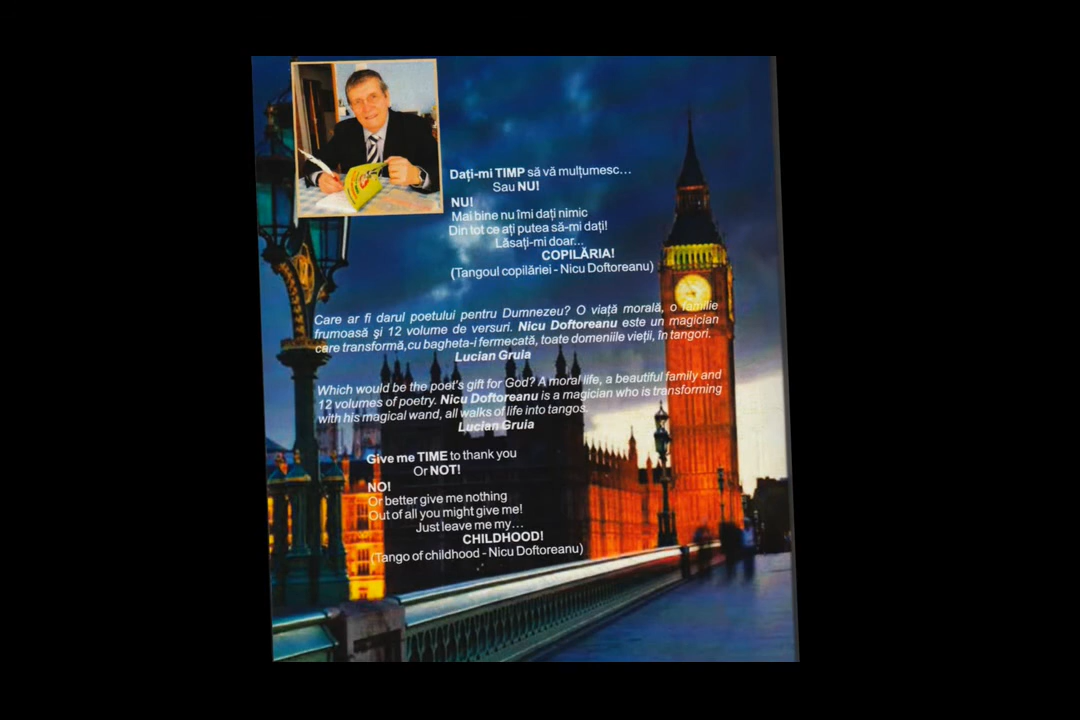 Dați-mi TIMP să vă mulțumesc...
Sau NU!
NU!
Mai bine nu îmi dați nimic
Din tot ce ați putea să-mi dați!
Lăsați-mi doar...
COPILĂRIA!
(Tangoul copilăriei - Nicu Doftoreanu)
Care ar fi darul poetului pentru Dumnezeu? O viață morală, o familie
frumoasă și 12 volume de versuri. Nicu Doftoreanu este un magician
care transformă,cu bagheta-i fermecată, toate domeniile vieții, în tangori.
Lucian Gruia
Which would be the poet's gift for God? A moral life, a beautiful family and
12 volumes of poetry. Nicu Doftoreanu is a magician who is transforming
with his magical wand, all walks of life into tangos.
Lucian Gruia
Give me TIME to thank you
Or NOT!
NO!
Or better give me nothing
Out of all you might give me!
Just leave me my...
CHILDHOOD!
(Tango of childhood - Nicu Doftoreanu)